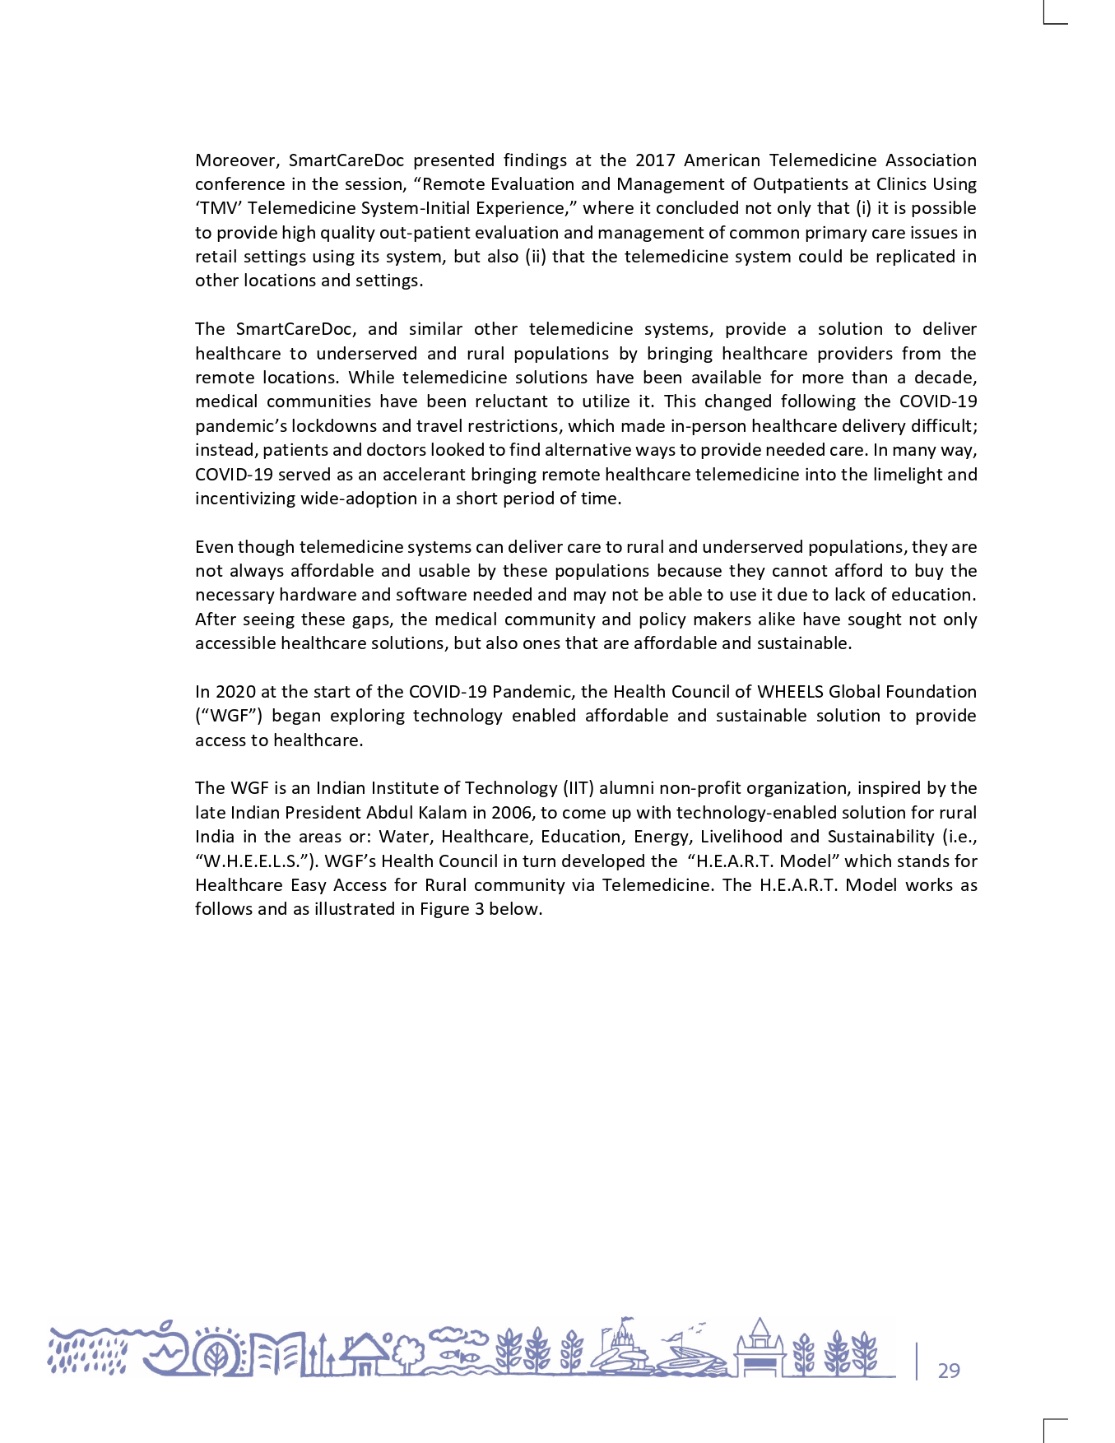 Moreover, SmartCareDoc presented findings at the 2017 American Telemedicine Association
conference in the session, “Remote Evaluation and Management of Outpatients at Clinics Using
‘TMV’ Telemedicine System-Initial Experience,” where it concluded not only that (i) it is possible
to provide high quality out-patient evaluation and management of common primary care issues in
retail settings using its system, but also (ii) that the telemedicine system could be replicated in
other locations and settings.
The SmartCareDoc, and similar other telemedicine systems, provide a solution to deliver
healthcare to underserved and rural populations by bringing healthcare providers from the
remote locations. While telemedicine solutions have been available for more than a decade,
medical communities have been reluctant to utilize it. This changed following the COVID-19
pandemic’s lockdowns and travel restrictions, which made in-person healthcare delivery difficult;
instead, patients and doctors looked to find alternative ways to provide needed care. In many way,
COVID-19 served as an accelerant bringing remote healthcare telemedicine into the limelight and
incentivizing wide-adoption in a short period of time.
Even though telemedicine systems can deliver care to rural and underserved populations, they are
not always affordable and usable by these populations because they cannot afford to buy the
necessary hardware and software needed and may not be able to use it due to lack of education.
After seeing these gaps, the medical community and policy makers alike have sought not only
accessible healthcare solutions, but also ones that are affordable and sustainable.
In 2020 at the start of the COVID-19 Pandemic, the Health Council of WHEELS Global Foundation
(“WGF”) began exploring technology enabled affordable and sustainable solution to provide
access to healthcare.
The WGF is an Indian Institute of Technology (IIT) alumni non-profit organization, inspired by the
late Indian President Abdul Kalam in 2006, to come up with technology-enabled solution for rural
India in the areas or: Water, Healthcare, Education, Energy, Livelihood and Sustainability (i.e.,
“W.H.E.E.L.S.”). WGF’s Health Council in turn developed the “H.E.A.R.T. Model” which stands for
Healthcare Easy Access for Rural community via Telemedicine. The H.E.A.R.T. Model works as
follows and as illustrated in Figure 3 below.
29